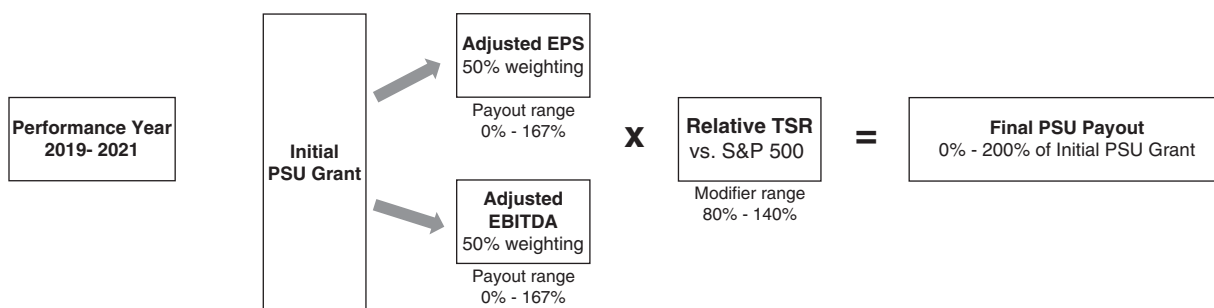 Performance Year
2019- 2021
Initial
PSU Grant
Adjusted EPS
50% weighting
Payout range
0% - 167%
Adjusted
EBITDA
50% weighting
Payout range
0% - 167%
X
Relative TSR
vs. S&P 500
Modifier range
80% - 140%
=
Final PSU Payout
0% - 200% of Initial PSU Grant